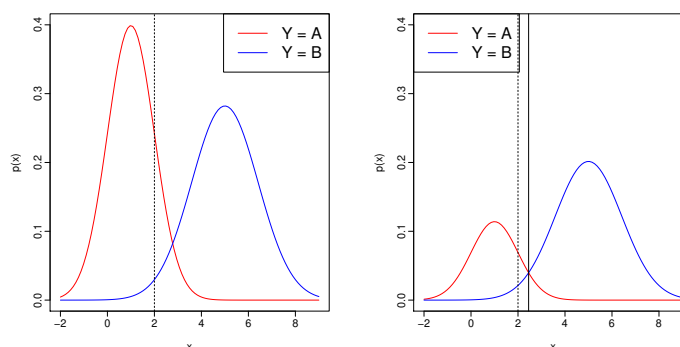 Y = A
Y = B
p(x)
0.0 0.1 0.2 0.3 0.4
−2 0 2 4 6 8
x
Y = A
Y = B
p(x)
0.0 0.1 0.2 0.3 0.4
−2 0 2 4 6 8
x